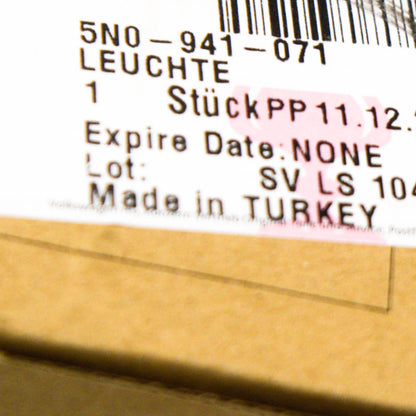 5N0-941-071
LEUCHTE
1 Stück PP 11.12.
Expire Date: NONE
Lot: SV LS 104
Made in TURKEY